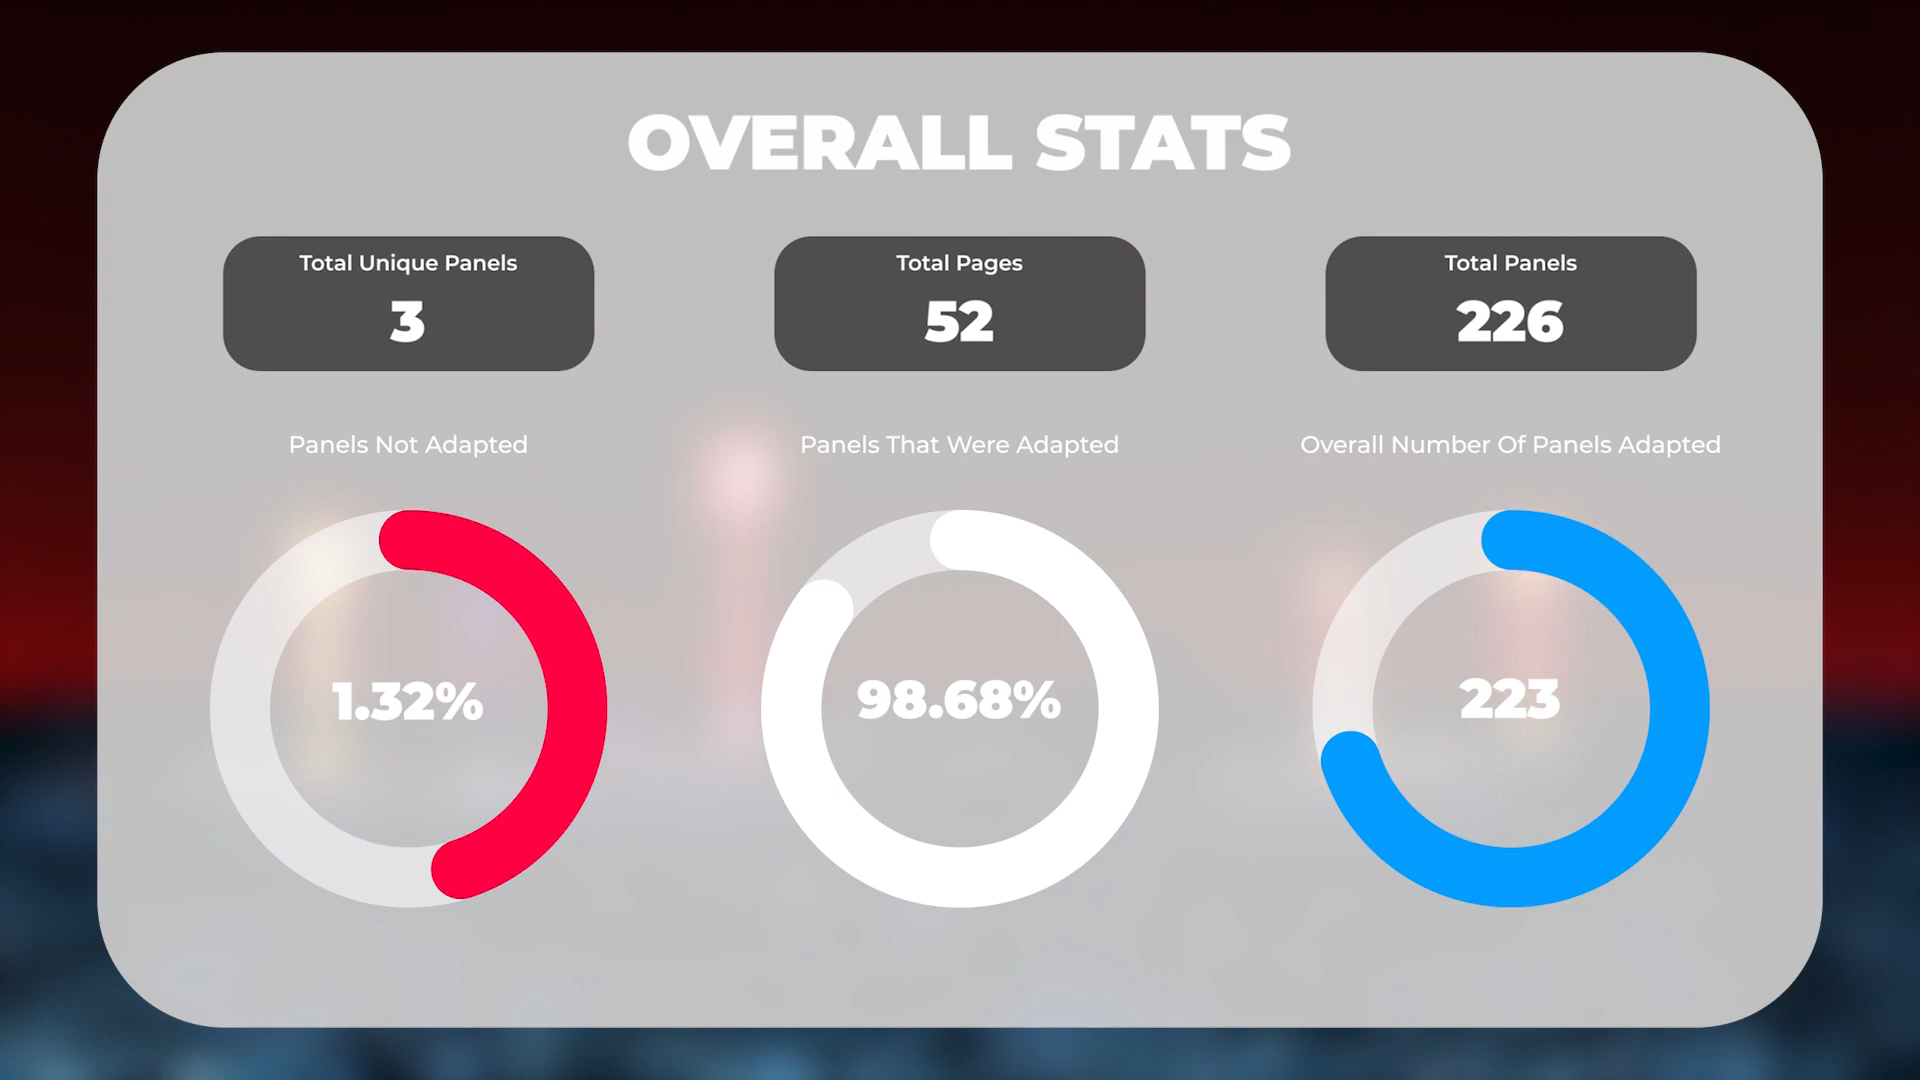 OVERALL STATS
Total Unique Panels
3
Total Pages
52
Total Panels
226
Panels Not Adapted
1.32%
Panels That Were Adapted
98.68%
Overall Number Of Panels Adapted
223